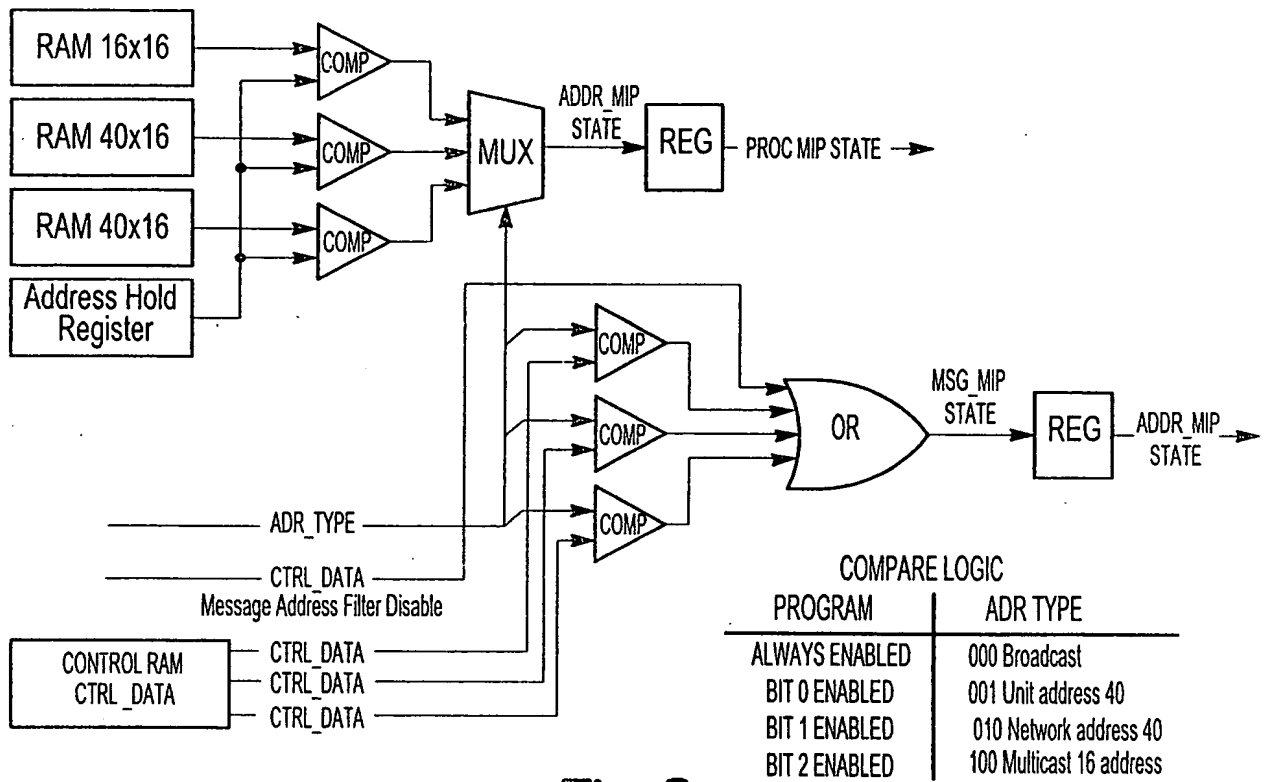 RAM 16x16
RAM 40x16
RAM 40x16
Address Hold
Register
COMP
COMP
COMP
MUX
ADDR_MIP
STATE
REG
PROC MIP STATE
COMP
COMP
COMP
OR
MSG_MIP
STATE
REG
ADDR_MIP
STATE
ADR_TYPE
CTRL_DATA
Message Address Filter Disable
CONTROL RAM
CTRL_DATA
CTRL_DATA
CTRL_DATA
CTRL_DATA
COMPARE LOGIC
PROGRAM ADR TYPE
ALWAYS ENABLED 000 Broadcast
BIT 0 ENABLED 001 Unit address 40
BIT 1 ENABLED 010 Network address 40
BIT 2 ENABLED 100 Multicast 16 address